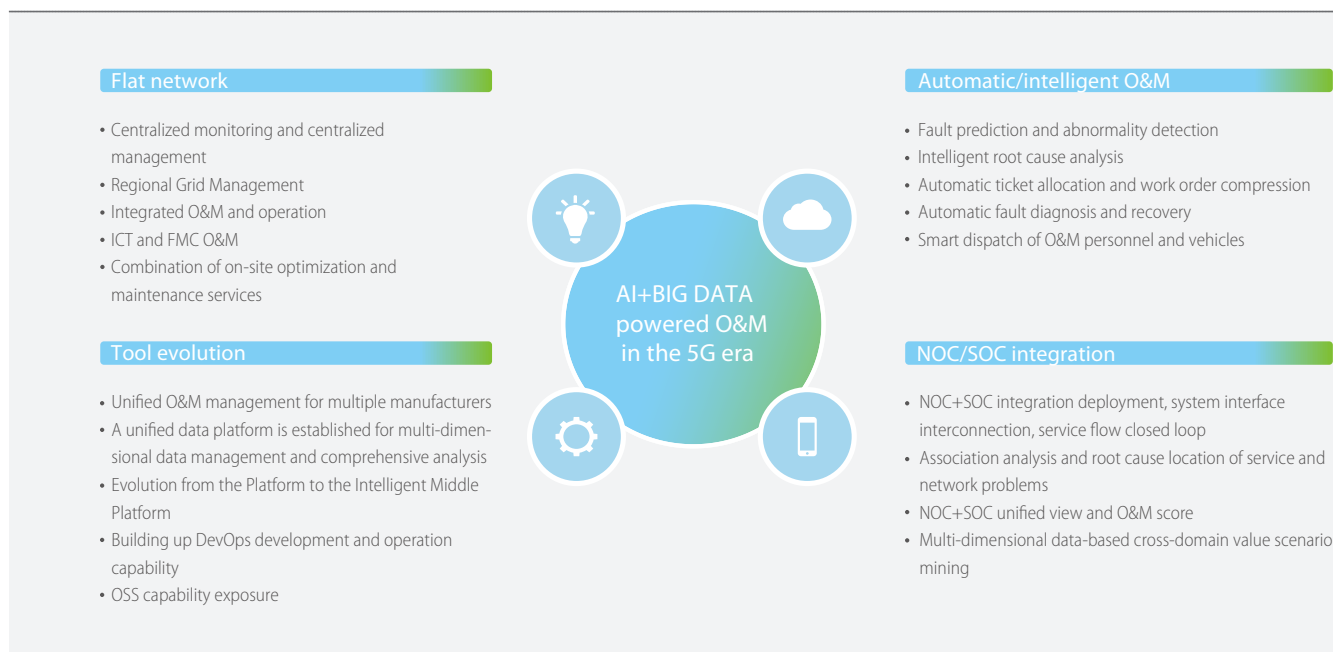 Flat network
• Centralized monitoring and centralized
management
• Regional Grid Management
• Integrated O&M and operation
• ICT and FMC O&M
• Combination of on-site optimization and
maintenance services
Tool evolution
• Unified O&M management for multiple manufacturers
• A unified data platform is established for multi-dimen-
sional data management and comprehensive analysis
• Evolution from the Platform to the Intelligent Middle
Platform
• Building up DevOps development and operation
capability
• OSS capability exposure
AI+BIG DATA
powered O&M
in the 5G era
Automatic/intelligent O&M
• Fault prediction and abnormality detection
• Intelligent root cause analysis
• Automatic ticket allocation and work order compression
• Automatic fault diagnosis and recovery
• Smart dispatch of O&M personnel and vehicles
NOC/SOC integration
• NOC+SOC integration deployment, system interface
interconnection, service flow closed loop
• Association analysis and root cause location of service and
network problems
• NOC+SOC unified view and O&M score
• Multi-dimensional data-based cross-domain value scenario
mining